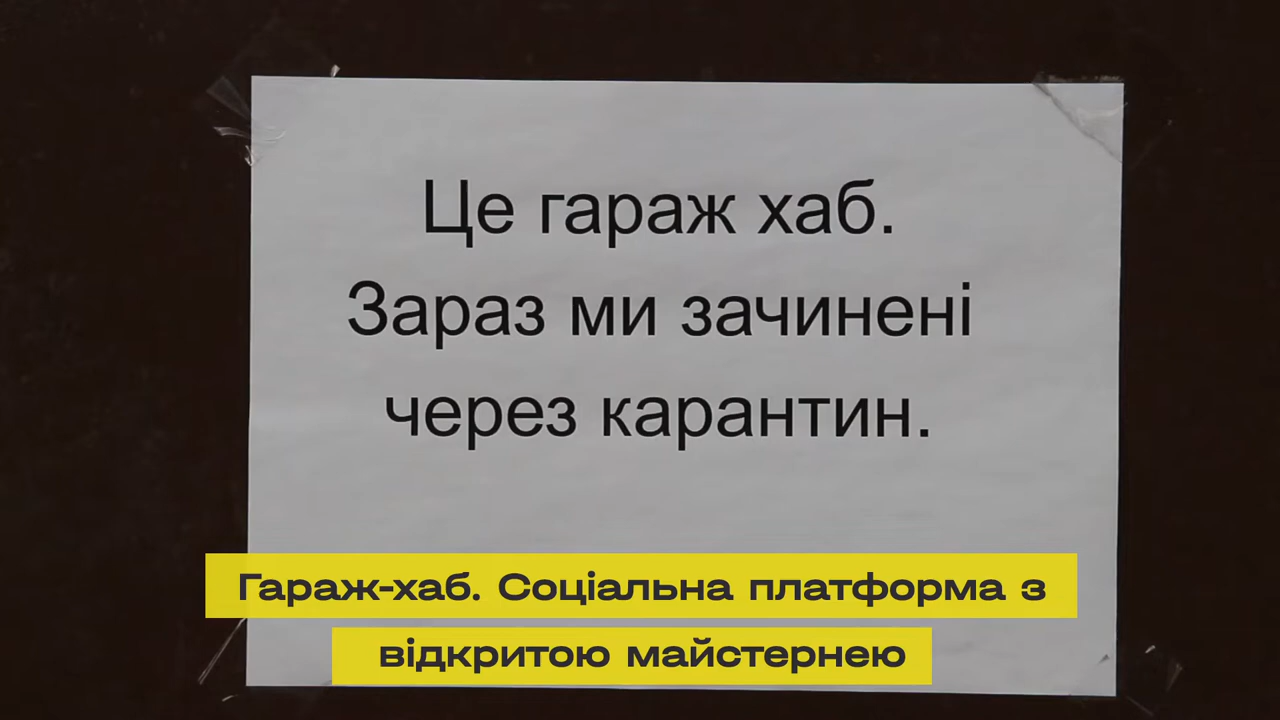 Це гараж хаб.
Зараз ми зачинені
через карантин.
Гараж-хаб. Соціальна платформа з
відкритою майстернею